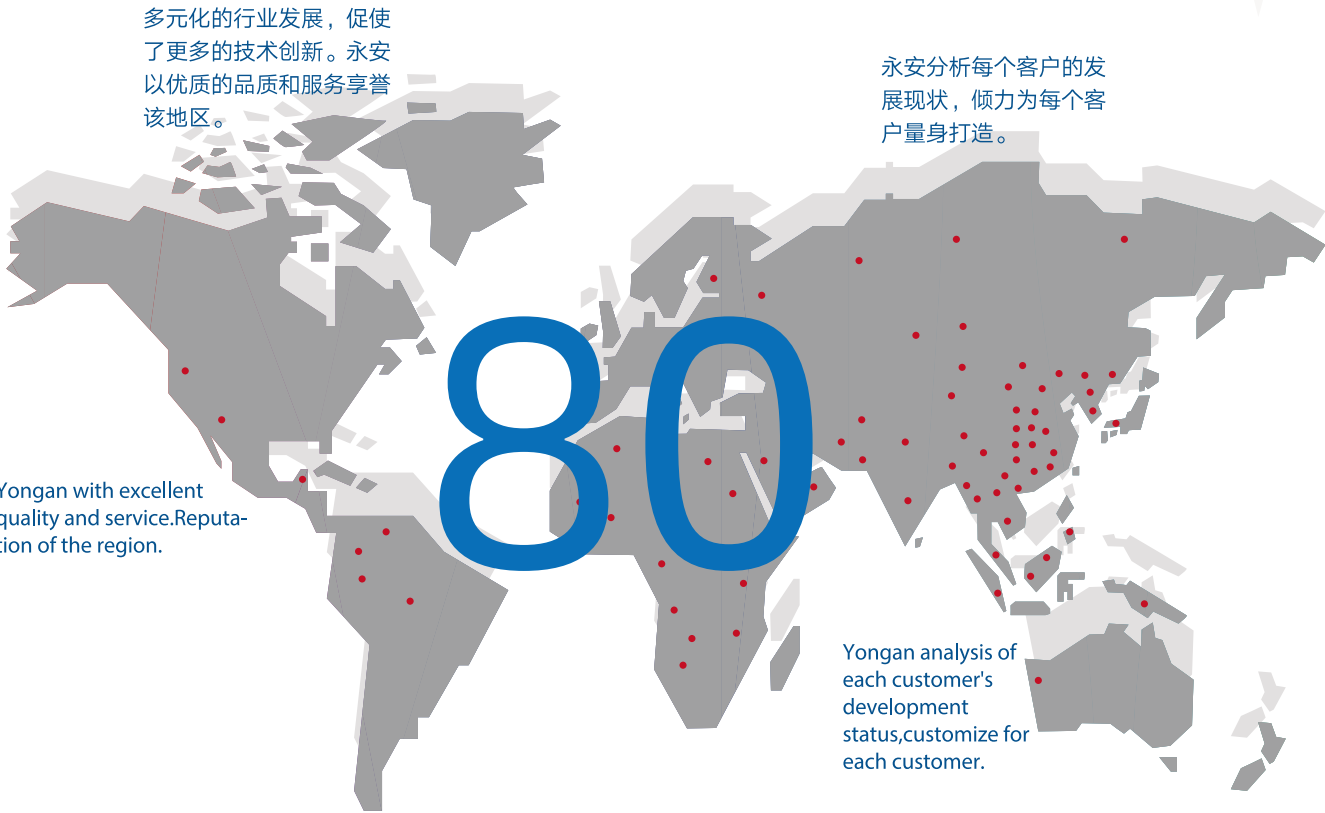 多元化的行业发展，促使
了更多的技术创新。永安
以优质的品质和服务享誉
该地区。
永安分析每个客户的发
展现状，倾力为每个客
户量身打造。
80
Yongan with excellent
quality and service.Reputa-
tion of the region.
Yongan analysis of
each customer's
development
status,customize for
each customer.